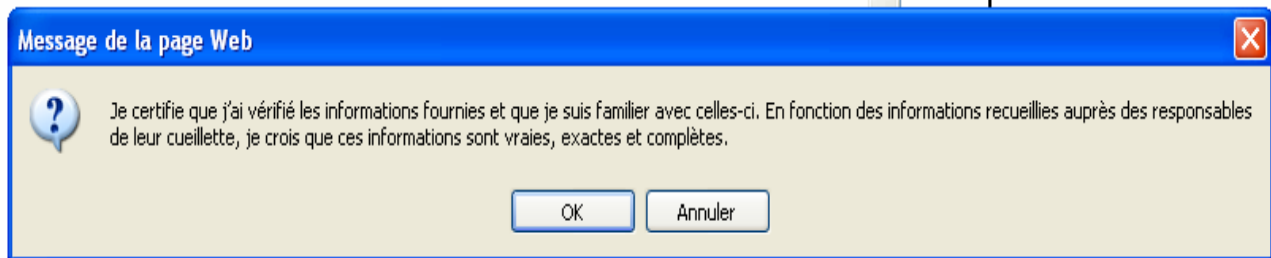 Message de la page Web
Je certifie que j'ai vérifié les informations fournies et que je suis familier avec celles-ci. En fonction des informations recueillies auprès des responsables
de leur cueillette, je crois que ces informations sont vraies, exactes et complètes.
OK Annuler